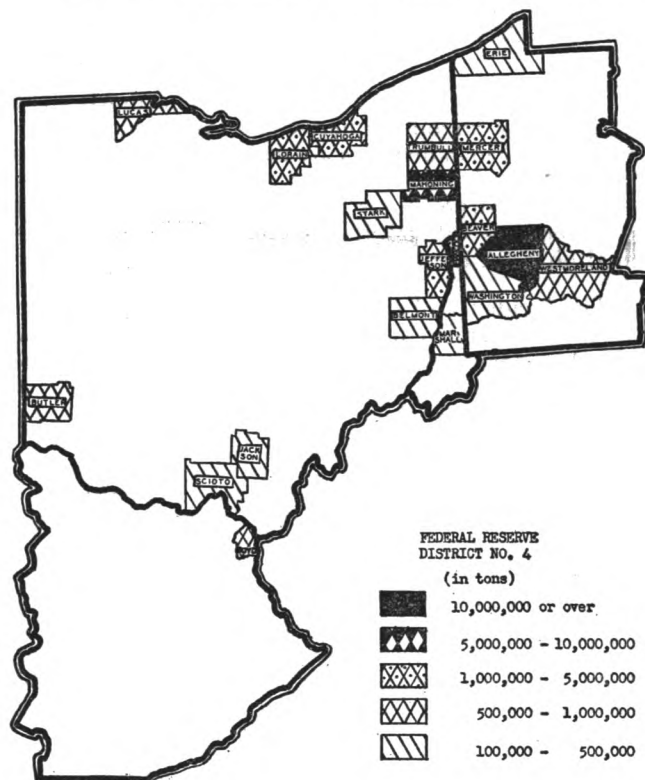 ERIE
LUCAS
CUYAHOGA
LORAIN
TRUMBULL
MERCER
MAHONING
STARK
BEAVER
ALLEGHENY
JEFFER
SON
WESTMORELAND
WASHINGTON
BELMONT
MAR-
SHALL
BUTLER
JACK
SON
SCIOTO
FEDERAL RESERVE
DISTRICT NO. 4
(in tons)
10,000,000 or over
5,000,000 - 10,000,000
1,000,000 - 5,000,000
500,000 - 1,000,000
100,000 - 500,000